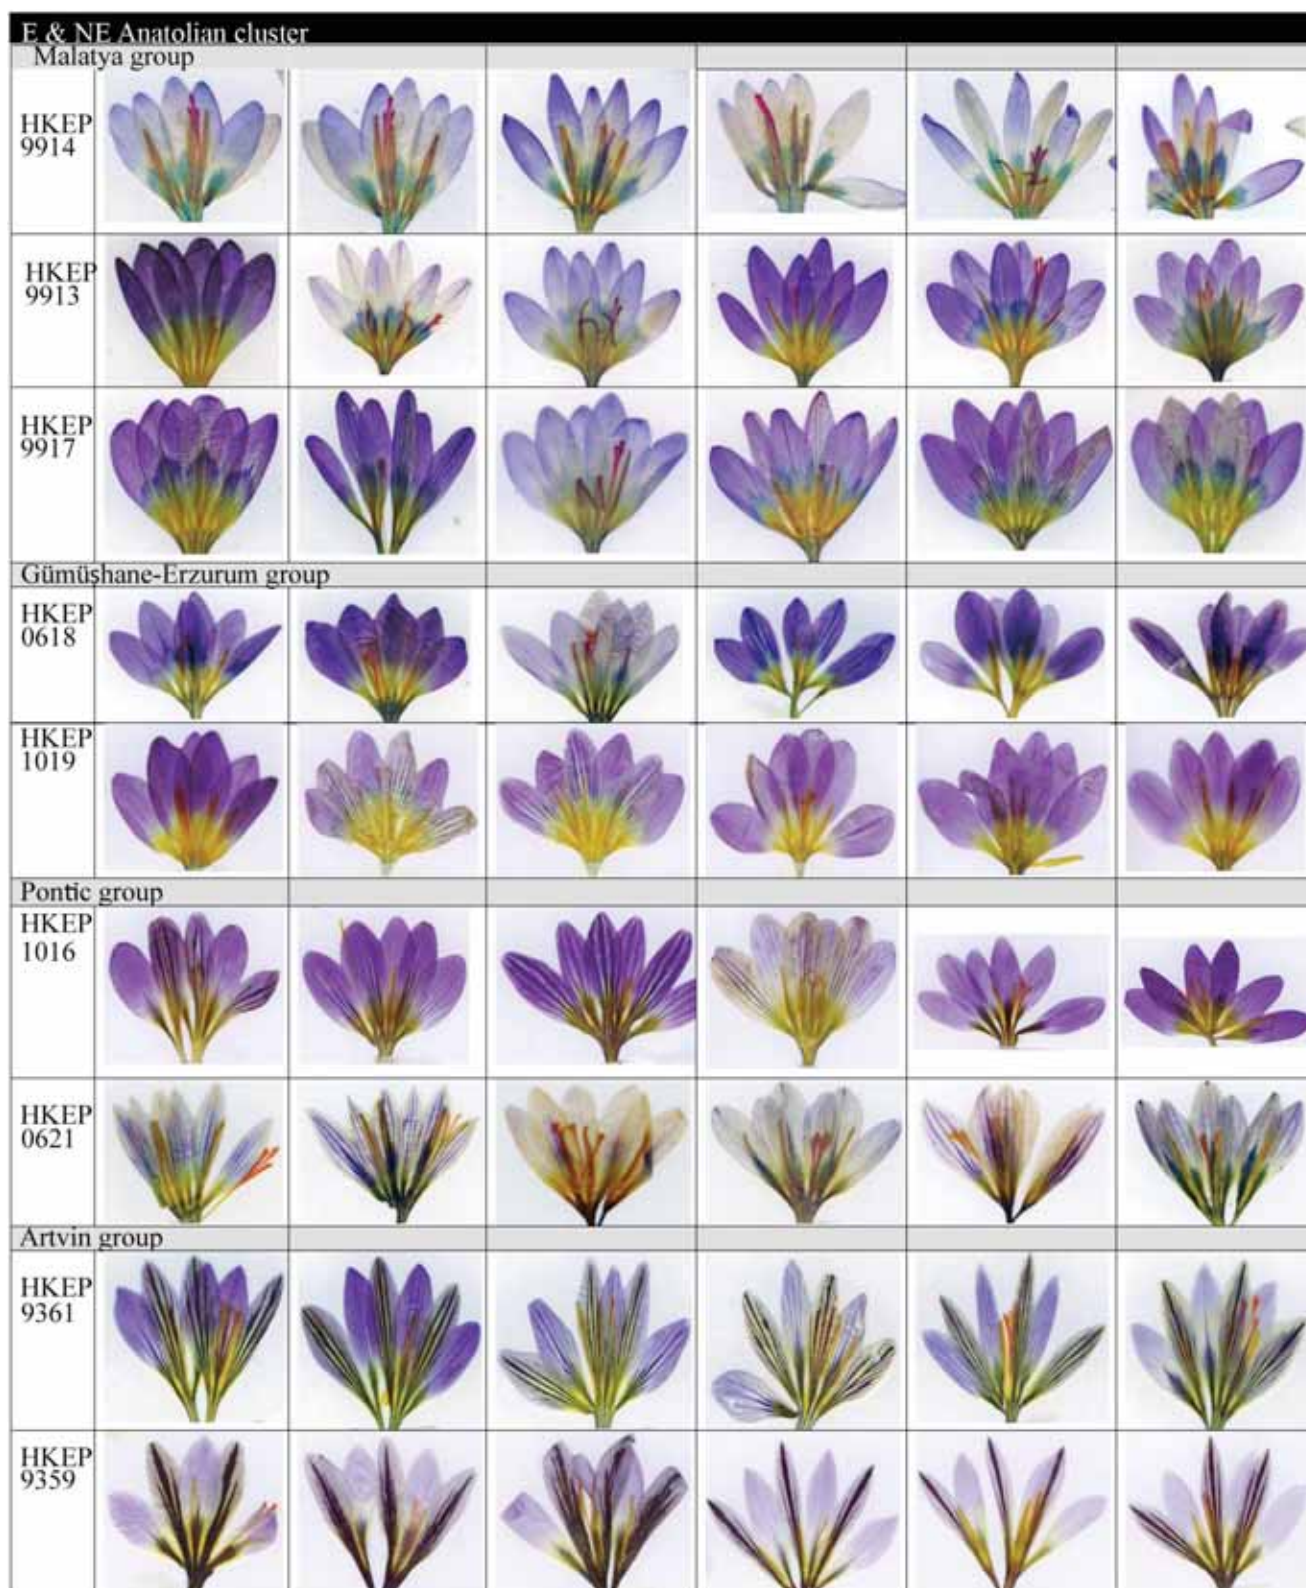 E & NE Anatolian cluster
Malatya group
HKEP
9914
HKEP
9913
HKEP
9917
Gümüşhane-Erzurum group
HKEP
0618
HKEP
1019
Pontic group
HKEP
1016
HKEP
0621
Artvin group
HKEP
9361
HKEP
9359